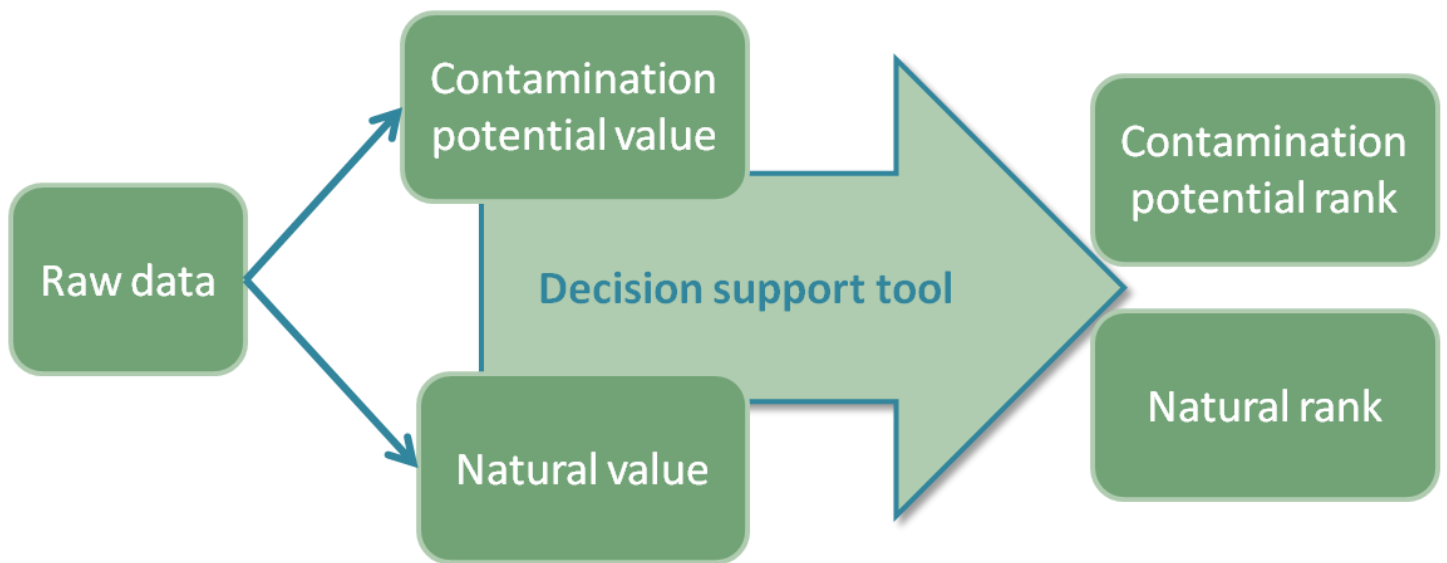 Raw data
Contamination
potential value
Natural value
Decision support tool
Contamination
potential rank
Natural rank